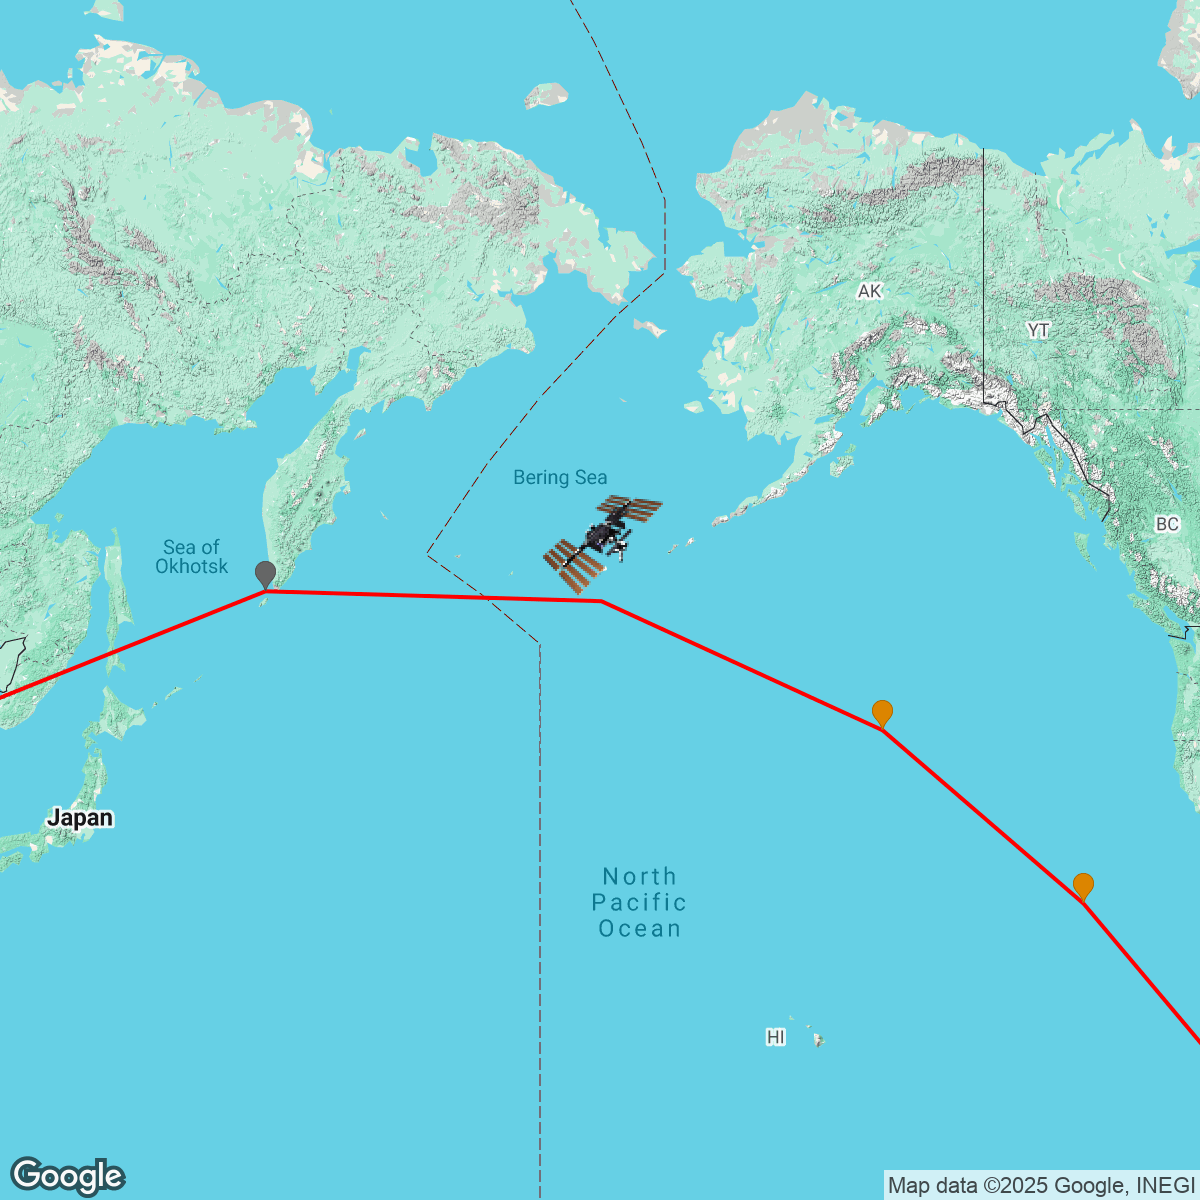 AK
YT
Bering Sea
BC
Sea of
Okhotsk
Japan
North
Pacific
Ocean
HI
Google
Map data ©2025 Google, INEGI